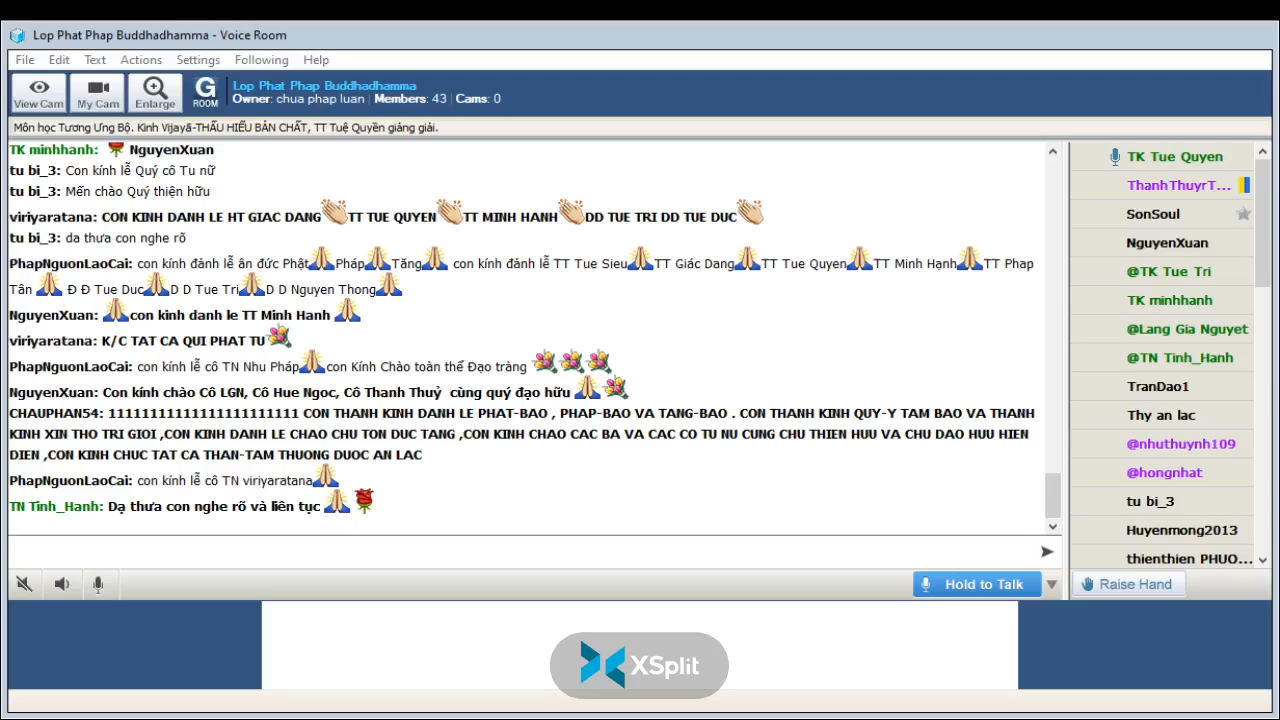 Lop Phat Phap Buddhadhamma - Voice Room
File Edit Text Actions Settings Following Help
View Cam My Cam Enlarge G ROOM
Lop Phat Phap Buddhadhamma
Owner: chua phap luan | Members: 43 | Cams: 0
Môn học Tương Ưng Bộ. Kinh Vijayā-THẤU HIỂU BẢN CHẤT, TT Tuệ Quyền giảng giải.
TK minhhanh: NguyenXuan
tu bi_3: Con kính lễ Quý cô Tu nữ
tu bi_3: Mến chào Quý thiện hữu
viriyaratana: CON KINH DANH LE HT GIAC DANG TT TUE QUYEN TT MINH HANH DD TUE TRI DD TUE DUC
tu bi_3: da thưa con nghe rõ
PhapNguonLaoCai: con kính đảnh lễ ân đức Phật Pháp Tăng con kính đảnh lễ TT Tue Sieu TT Giác Dang TT Tue Quyen TT Minh Hạnh TT Phap
Tân Đ Đ Tue Duc D D Tue Tri D D Nguyen Thong
NguyenXuan: con kinh danh le TT Minh Hanh
viriyaratana: K/C TAT CA QUI PHAT TU
PhapNguonLaoCai: con kính lễ cô TN Nhu Pháp con Kính Chào toàn thể Đạo tràng
NguyenXuan: Con kính chào Cô LGN, Cô Hue Ngoc, Cô Thanh Thuỷ cùng quý đạo hữu
CHAUPHAN54: 11111111111111111111111 CON THANH KINH DANH LE PHAT-BAO , PHAP-BAO VA TANG-BAO . CON THANH KINH QUY-Y TAM BAO VA THANH
KINH XIN THO TRI GIOI ,CON KINH DANH LE CHAO CHU TON DUC TANG ,CON KINH CHAO CAC BA VA CAC CO TU NU CUNG CHU THIEN HUU VA CHU DAO HUU HIEN
DIEN ,CON KINH CHUC TAT CA THAN-TAM THUONG DUOC AN LAC
PhapNguonLaoCai: con kính lễ cô TN viriyaratana
TN Tinh_Hanh: Dạ thưa con nghe rõ và liên tục
Hold to Talk
TK Tue Quyen
ThanhThuyrT...
SonSoul
NguyenXuan
@TK Tue Tri
TK minhhanh
@Lang Gia Nguyet
@TN Tinh_Hanh
TranDao1
Thy an lac
@nhuthuynh109
@hongnhat
tu bi_3
Huyenmong2013
thienthien PHUO...
Raise Hand
XSplit